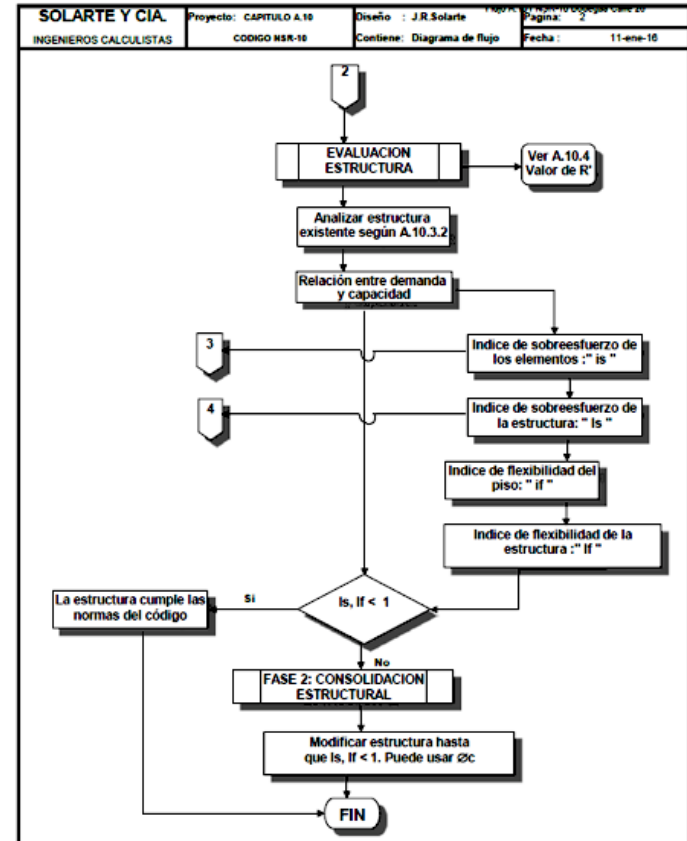 SOLARTE Y CIA.
INGENIEROS CALCULISTAS
Proyecto: CAPITULO A.10
CODIGO NSR-10
Diseño : J.R.Solarte
Contiene: Diagrama de flujo
Pagina: 2
Fecha : 11-ene-16
2
EVALUACION
ESTRUCTURA
Ver A.10.4
Valor de R'
Analizar estructura
existente según A.10.3.2
Relación entre demanda
y capacidad
3
Indice de sobreesfuerzo de
los elementos :" is "
4
Indice de sobreesfuerzo de
la estructura: " Is "
Indice de flexibilidad del
piso: " if "
Indice de flexibilidad de la
estructura :" If "
Is, If < 1
Si
La estructura cumple las
normas del código
No
FASE 2: CONSOLIDACION
ESTRUCTURAL
Modificar estructura hasta
que Is, If < 1. Puede usar Øc
FIN